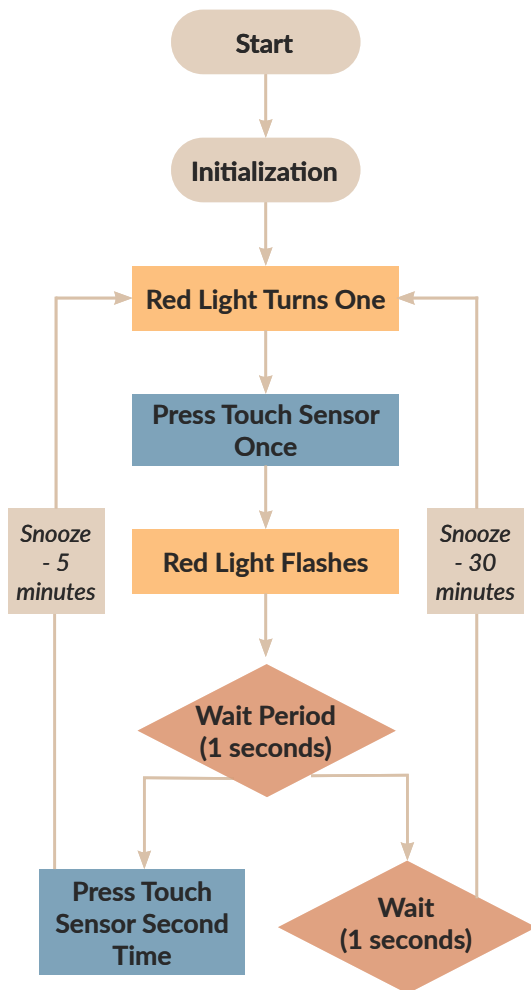 Start
Initialization
Red Light Turns One
Press Touch Sensor
Once
Red Light Flashes
Snooze
- 5
minutes
Snooze
- 30
minutes
Wait Period
(1 seconds)
Press Touch
Sensor Second
Time
Wait
(1 seconds)